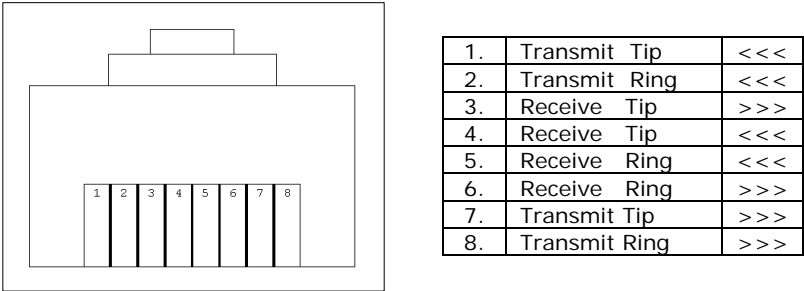 1 2 3 4 5 6 7 8
1. Transmit Tip <<<
2. Transmit Ring <<<
3. Receive Tip >>>
4. Receive Tip <<<
5. Receive Ring <<<
6. Receive Ring >>>
7. Transmit Tip >>>
8. Transmit Ring >>>